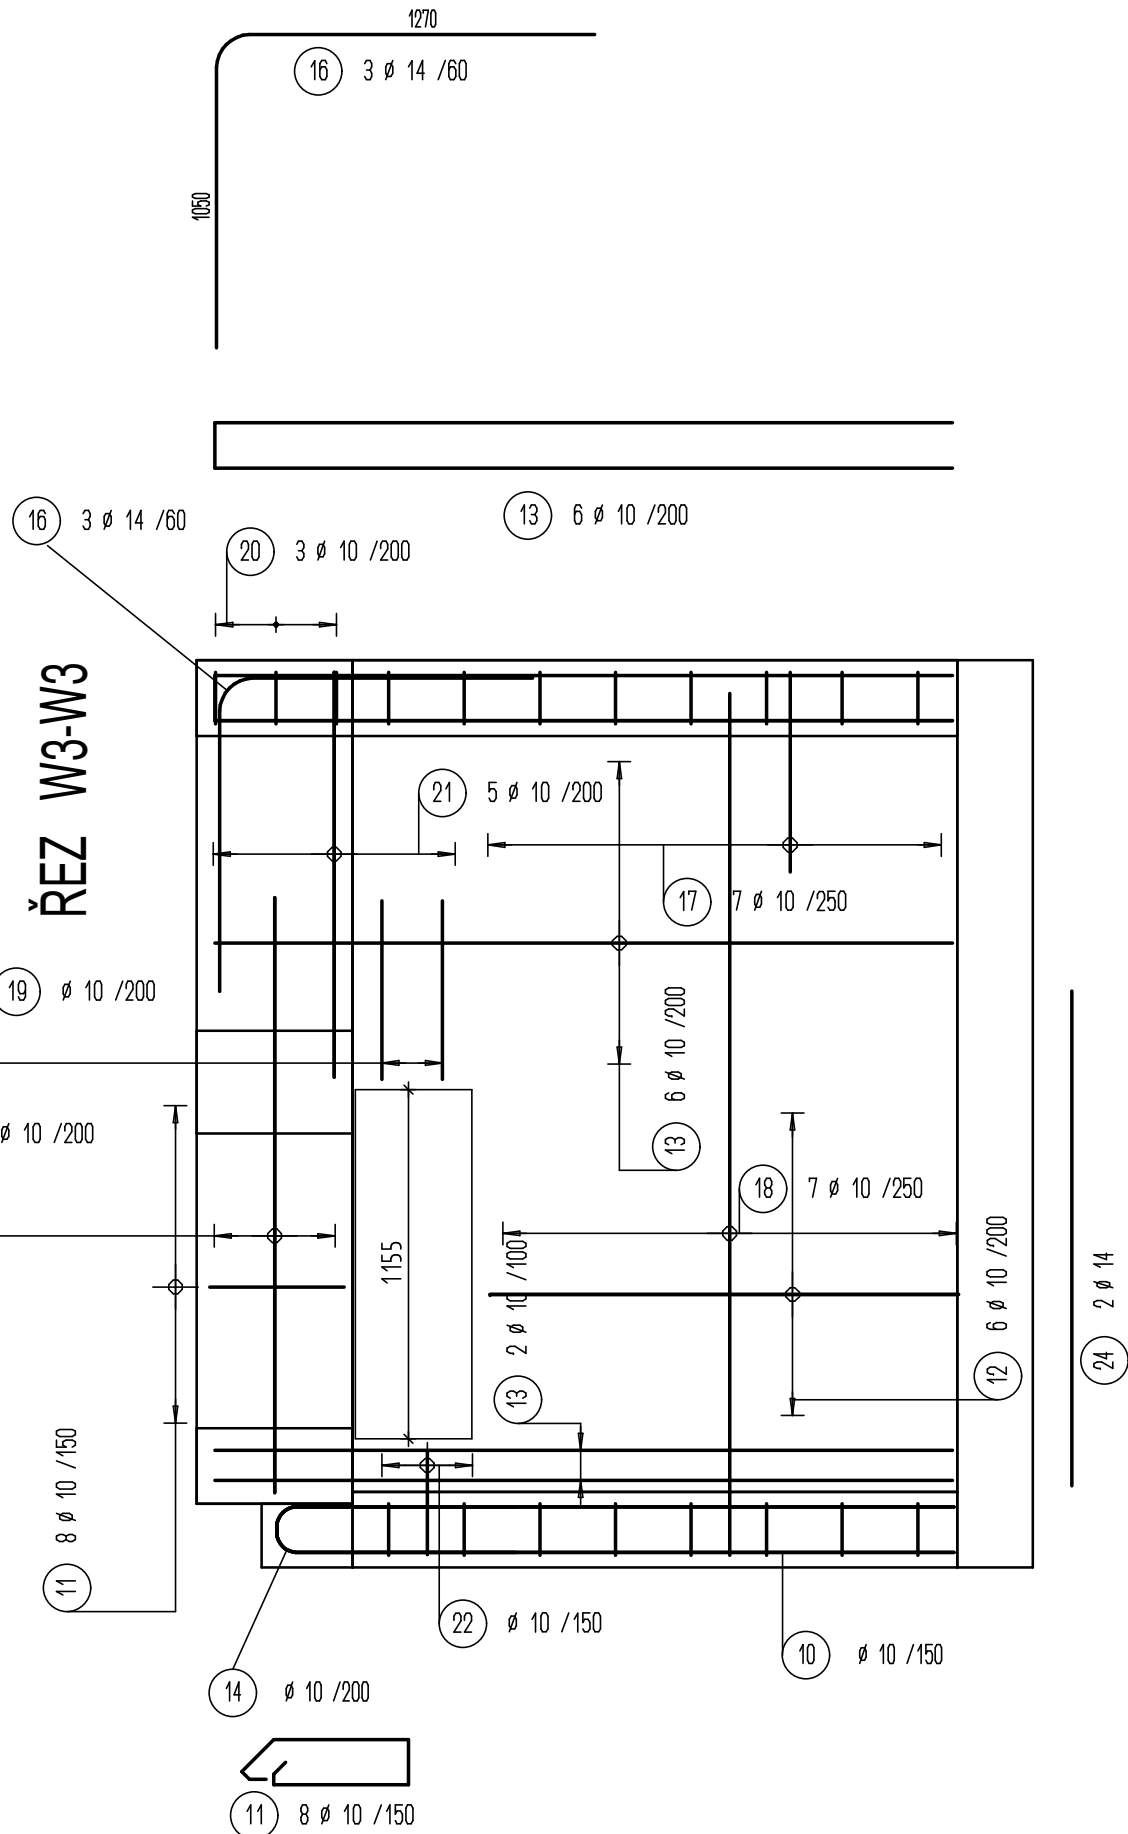 1270
16 3 ø 14 /60
1050
13 6 ø 10 /200
16 3 ø 14 /60
20 3 ø 10 /200
ŘEZ W3-W3
21 5 ø 10 /200
17 7 ø 10 /250
19 ø 10 /200
13 6 ø 10 /200
ø 10 /200
18 7 ø 10 /250
1155
13 2 ø 10 /100
12 6 ø 10 /200
24 2 ø 14
11 8 ø 10 /150
22 ø 10 /150
10 ø 10 /150
14 ø 10 /200
11 8 ø 10 /150